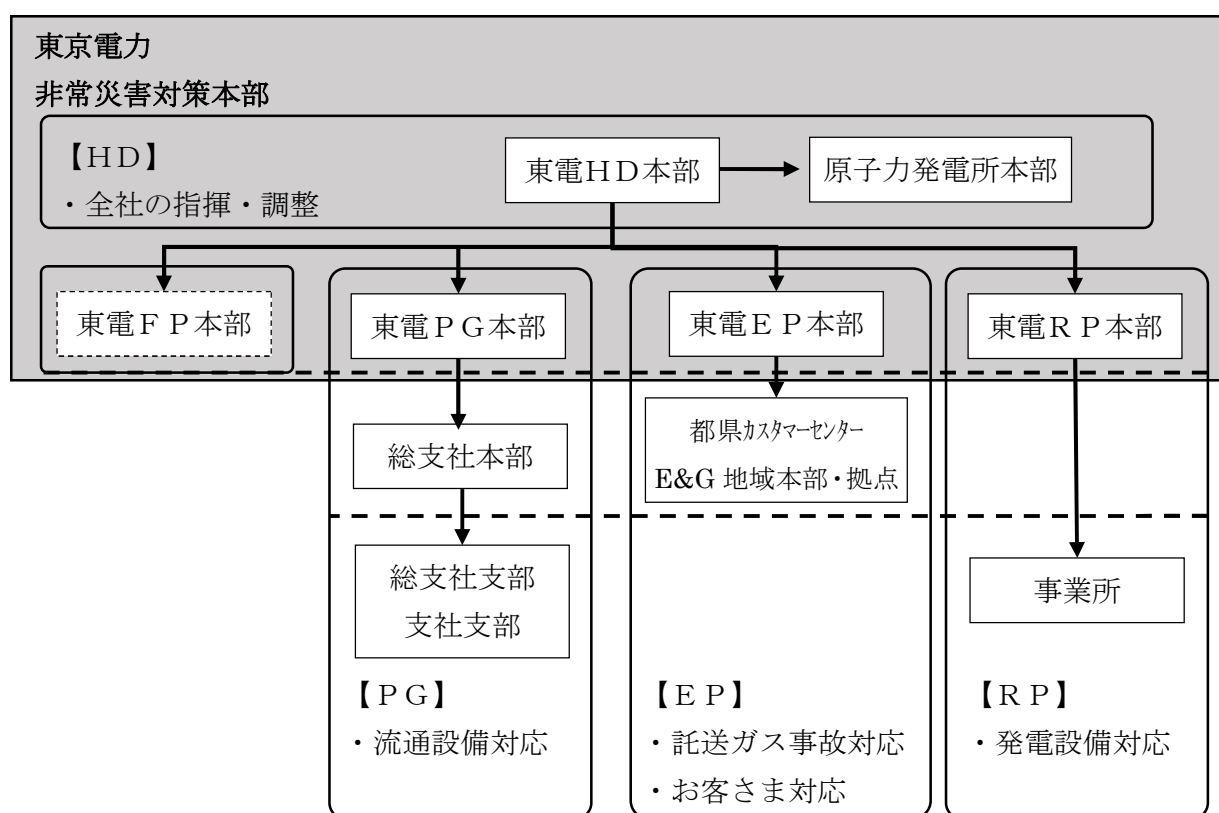 東京電力
非常災害対策本部
【ＨＤ】
・全社の指揮・調整
東電ＨＤ本部
原子力発電所本部
東電ＦＰ本部
東電ＰＧ本部
東電ＥＰ本部
東電ＲＰ本部
総支社本部
都県ｶｽﾀﾏｰｾﾝﾀｰ
E&G 地域本部・拠点
総支社支部
支社支部
事業所
【ＰＧ】
・流通設備対応
【ＥＰ】
・託送ガス事故対応
・お客さま対応
【ＲＰ】
・発電設備対応